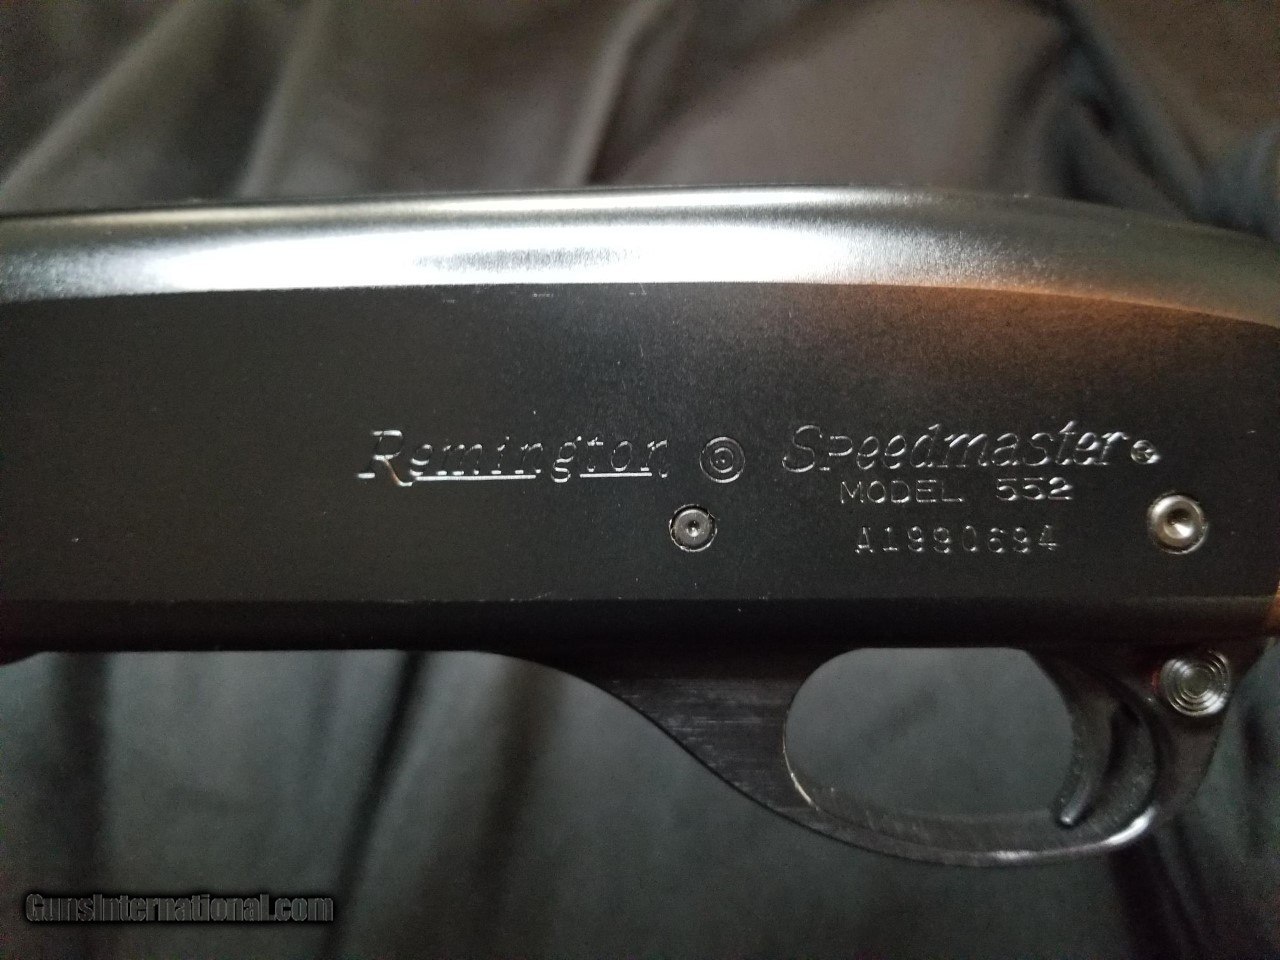 Remington Speedmaster®
MODEL 552
A1990694
GunsInternational.com